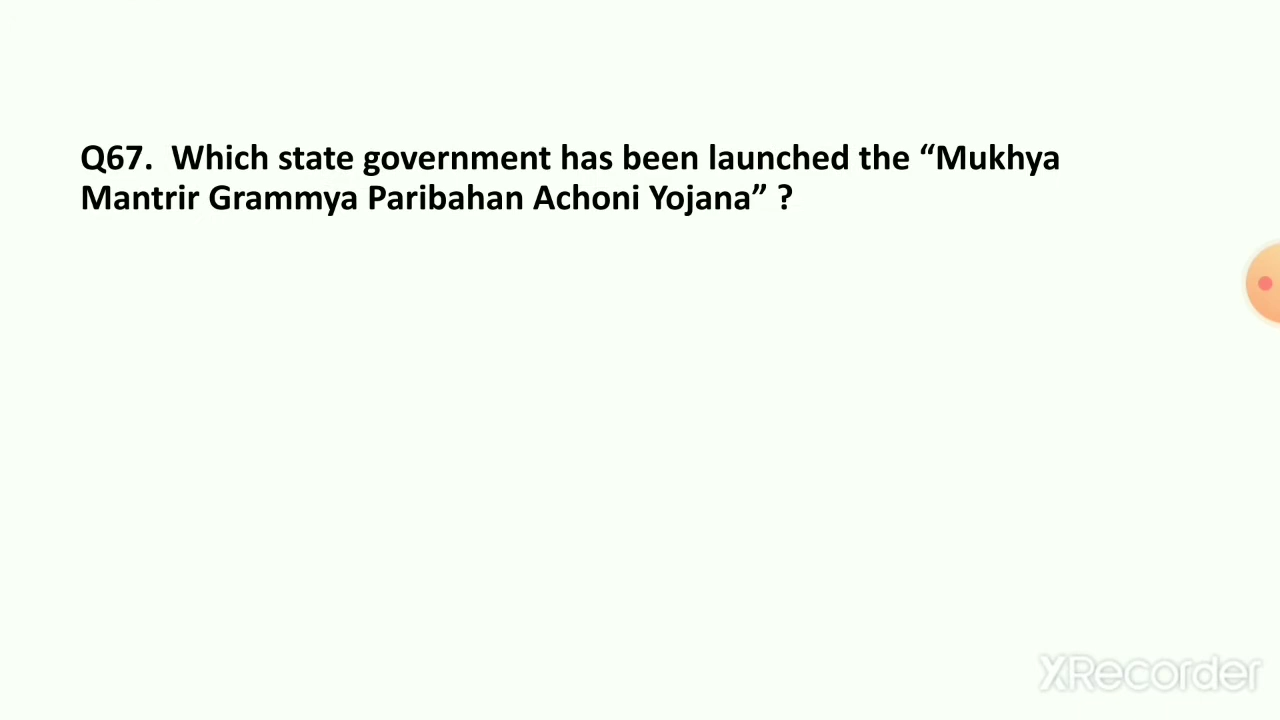 Q67.  Which state government has been launched the “Mukhya
Mantrir Grammya Paribahan Achoni Yojana” ?
XRecorder